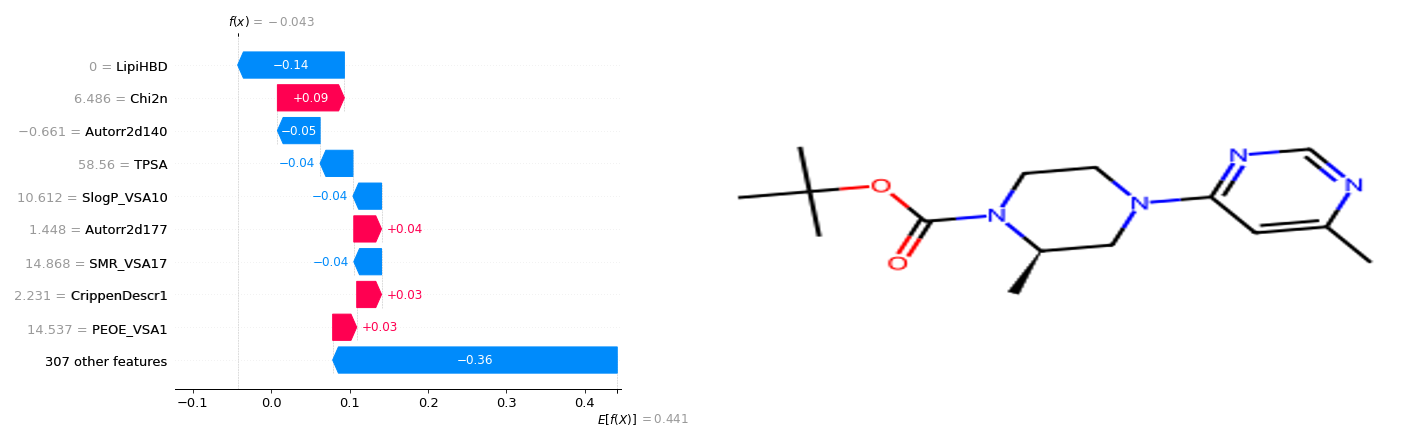 f(x) = −0.043
0 = LipiHBD
−0.14
6.486 = Chi2n
+0.09
−0.661 = Autorr2d140
−0.05
58.56 = TPSA
−0.04
10.612 = SlogP_VSA10
−0.04
1.448 = Autorr2d177
+0.04
14.868 = SMR_VSA17
−0.04
2.231 = CrippenDescr1
+0.03
14.537 = PEOE_VSA1
+0.03
307 other features
−0.36
−0.1 0.0 0.1 0.2 0.3 0.4
E[f(X)] = 0.441
N
N
O
N
N
O